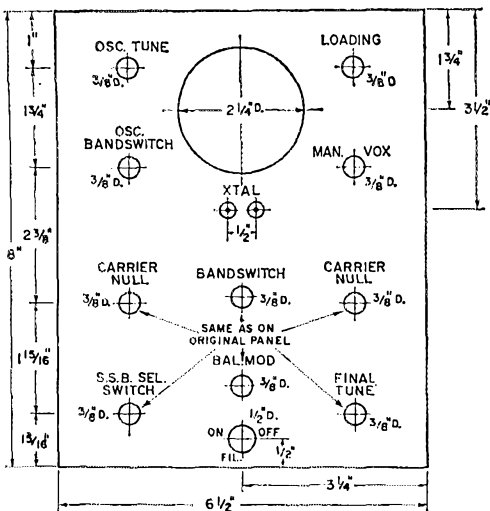 1"
OSC. TUNE
3/8" D.
LOADING
3/8" D
1 3/4"
3 1/2"
1 3/4"
2 1/4" D.
OSC.
BANDSWITCH
3/8" D.
MAN. VOX
3/8" D.
XTAL
1/2"
2 3/8"
8"
CARRIER
NULL
3/8" D.
BANDSWITCH
3/8" D.
CARRIER
NULL
3/8" D.
SAME AS ON
ORIGINAL PANEL
1 15/16"
BAL. MOD
3/8" D.
S.S.B. SEL.
SWITCH
3/8" D.
FINAL
TUNE
3/8" D.
1/2" D.
ON OFF
FIL.
1/2"
3 1/4"
6 1/2"